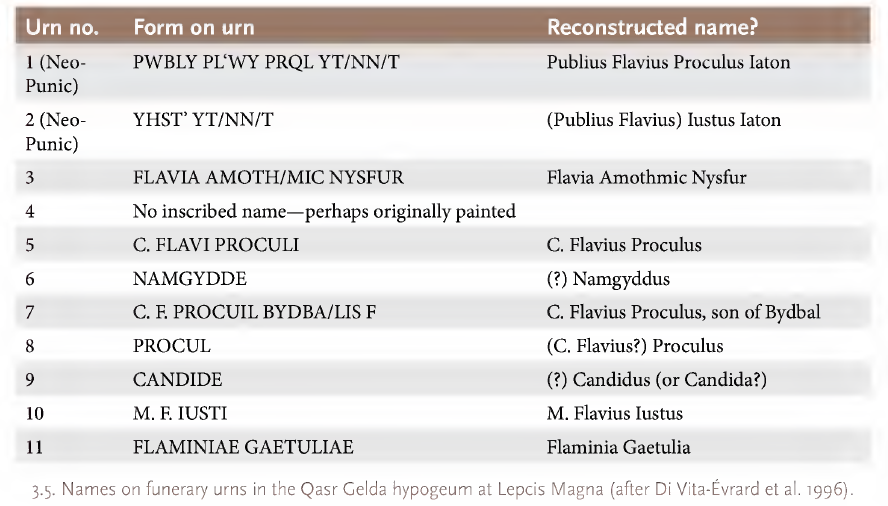 Urn no. Form on urn Reconstructed name?
1 (Neo- PWBLY PL‘WY PRQL YT/NN/T Publius Flavius Proculus Iaton
Punic)
2 (Neo- YHST’ YT/NN/T (Publius Flavius) Iustus Iaton
Punic)
3 FLAVIA AMOTH/MIC NYSFUR Flavia Amothmic Nysfur
4 No inscribed name—perhaps originally painted
5 C. FLAVI PROCULI C. Flavius Proculus
6 NAMGYDDE (?) Namgyddus
7 C. F. PROCUIL BYDBA/LIS F C. Flavius Proculus, son of Bydbal
8 PROCUL (C. Flavius?) Proculus
9 CANDIDE (?) Candidus (or Candida?)
10 M. F. IUSTI M. Flavius Iustus
11 FLAMINIAE GAETULIAE Flaminia Gaetulia
3.5. Names on funerary urns in the Qasr Gelda hypogeum at Lepcis Magna (after Di Vita-Évrard et al. 1996).